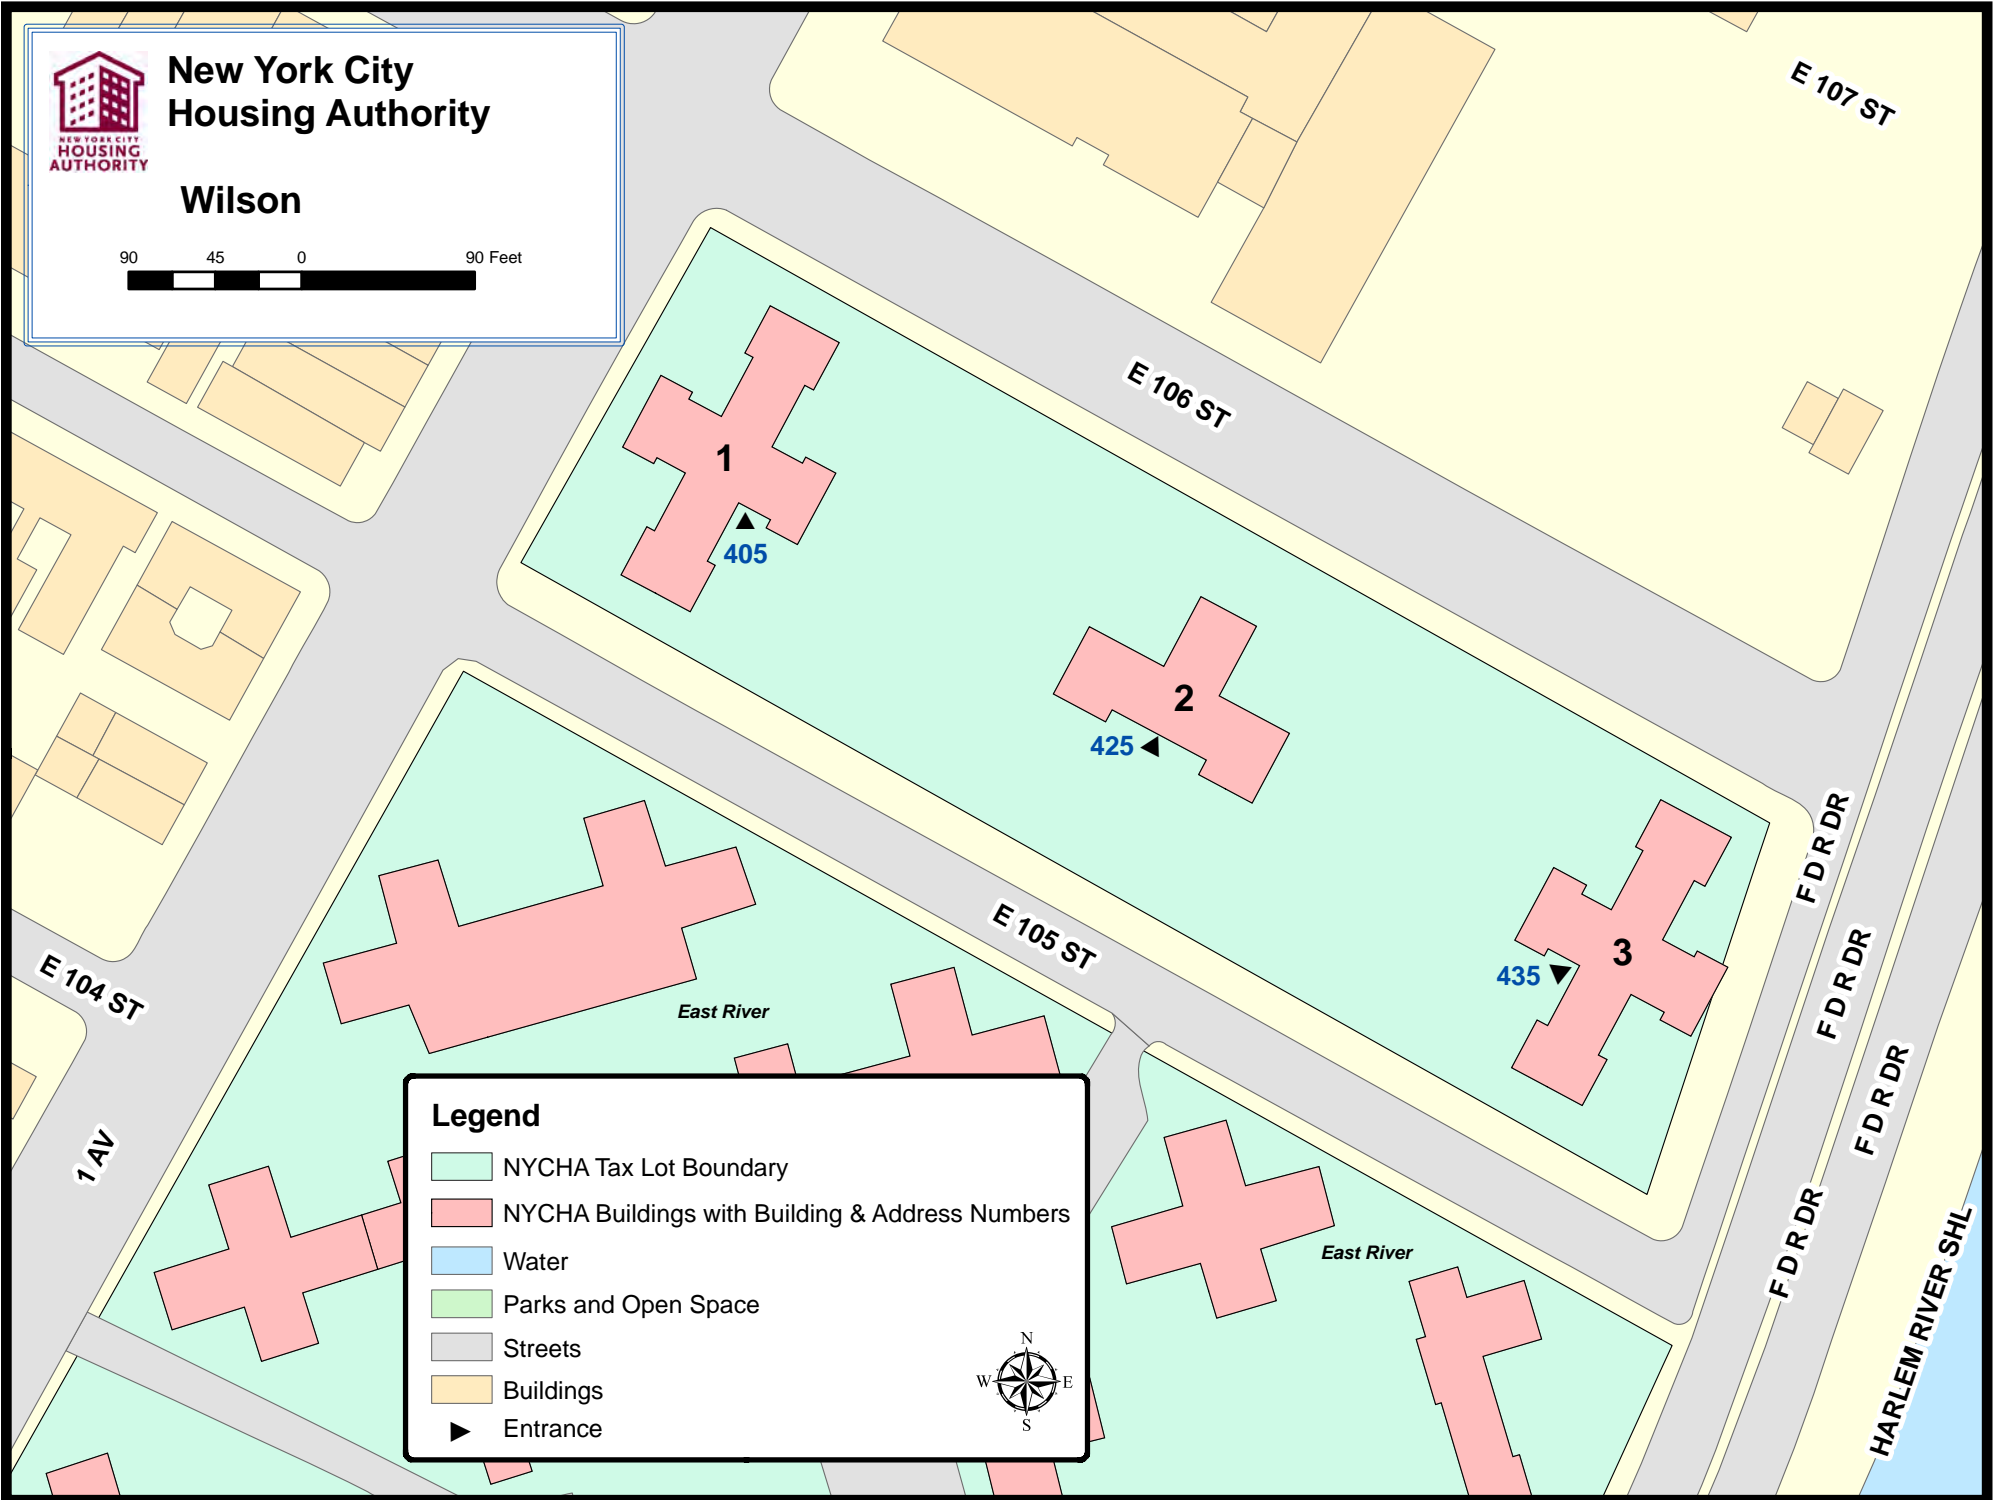 New York City
Housing Authority
NEW YORK CITY
HOUSING
AUTHORITY
Wilson
90 45 0 90 Feet
E 107 ST
E 106 ST
1
405
2
425
3
435
E 105 ST
E 104 ST
1 AV
East River
East River
F D R DR
F D R DR
F D R DR
F D R DR
HARLEM RIVER SHL
Legend
NYCHA Tax Lot Boundary
NYCHA Buildings with Building & Address Numbers
Water
Parks and Open Space
Streets
Buildings
Entrance
N
W E
S